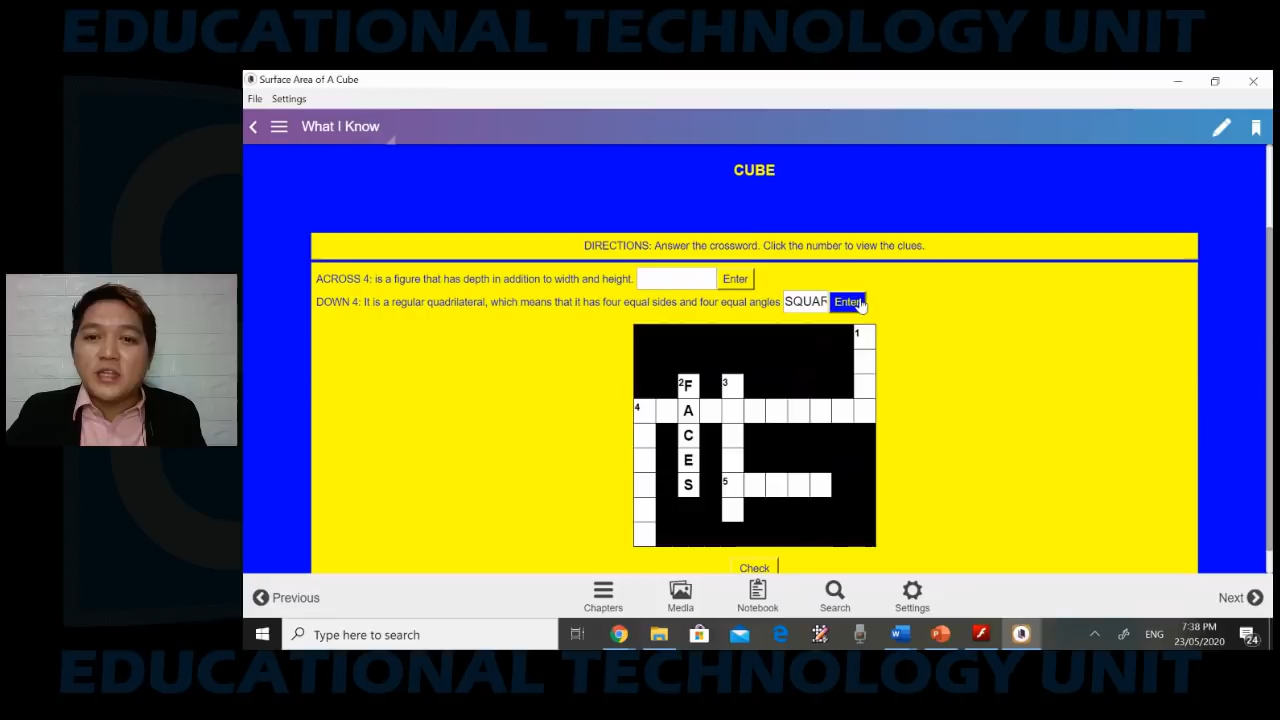 EDUCATIONAL TECHNOLOGY UNIT
Surface Area of A Cube
File Settings
What I Know
CUBE
DIRECTIONS: Answer the crossword. Click the number to view the clues.
ACROSS 4: is a figure that has depth in addition to width and height. Enter
DOWN 4: It is a regular quadrilateral, which means that it has four equal sides and four equal angles SQUAR Enter
1
2 F 3
4 A
C
E
S 5
Check
Previous Chapters Media Notebook Search Settings Next
Type here to search ENG 7:38 PM
23/05/2020 24
EDUCATIONAL TECHNOLOGY UNIT